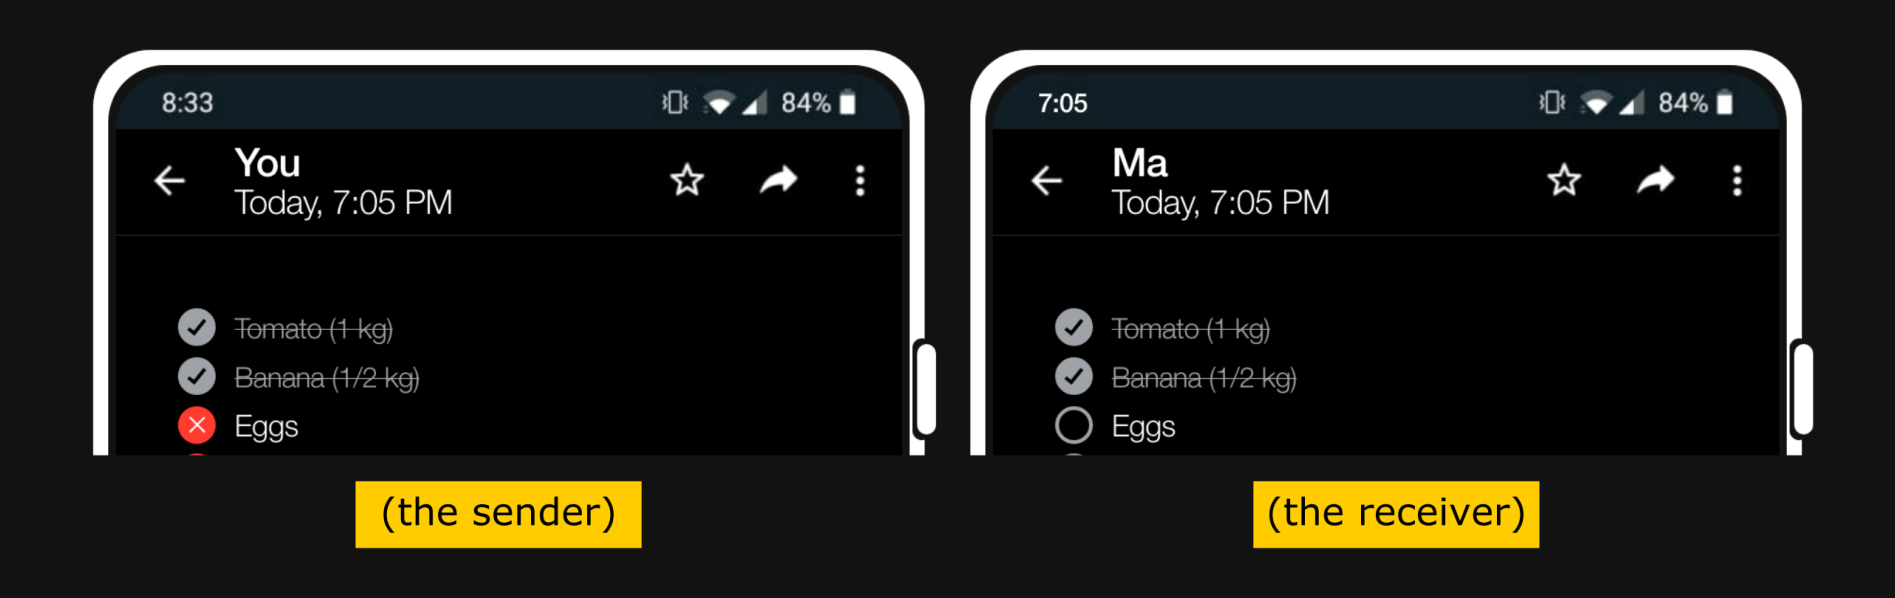 8:33 84%
You
Today, 7:05 PM
Tomato (1 kg)
Banana (1/2 kg)
Eggs
(the sender)
7:05 84%
Ma
Today, 7:05 PM
Tomato (1 kg)
Banana (1/2 kg)
Eggs
(the receiver)